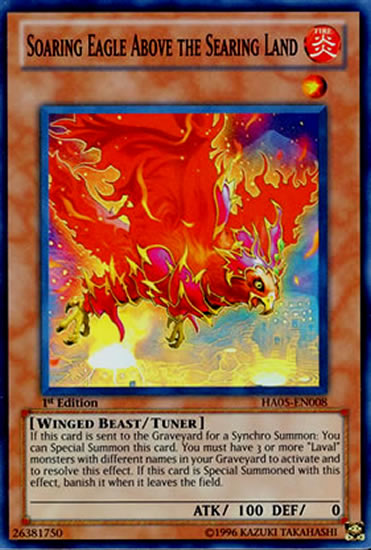 SOARING EAGLE ABOVE THE SEARING LAND
FIRE
炎
1st Edition
HA05-EN008
[WINGED BEAST/TUNER]
If this card is sent to the Graveyard for a Synchro Summon: You
can Special Summon this card. You must have 3 or more "Laval"
monsters with different names in your Graveyard to activate and
to resolve this effect. If this card is Special Summoned with this
effect, banish it when it leaves the field.
ATK/ 100 DEF/ 0
26381750
©1996 KAZUKI TAKAHASHI